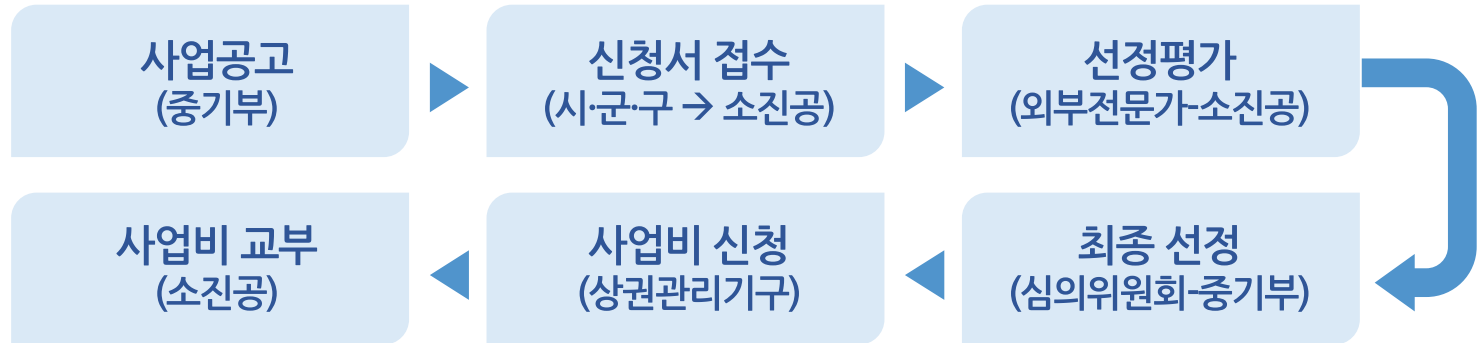 사업공고
(중기부)
신청서 접수
(시·군·구 → 소진공)
선정평가
(외부전문가-소진공)
최종 선정
(심의위원회-중기부)
사업비 신청
(상권관리기구)
사업비 교부
(소진공)